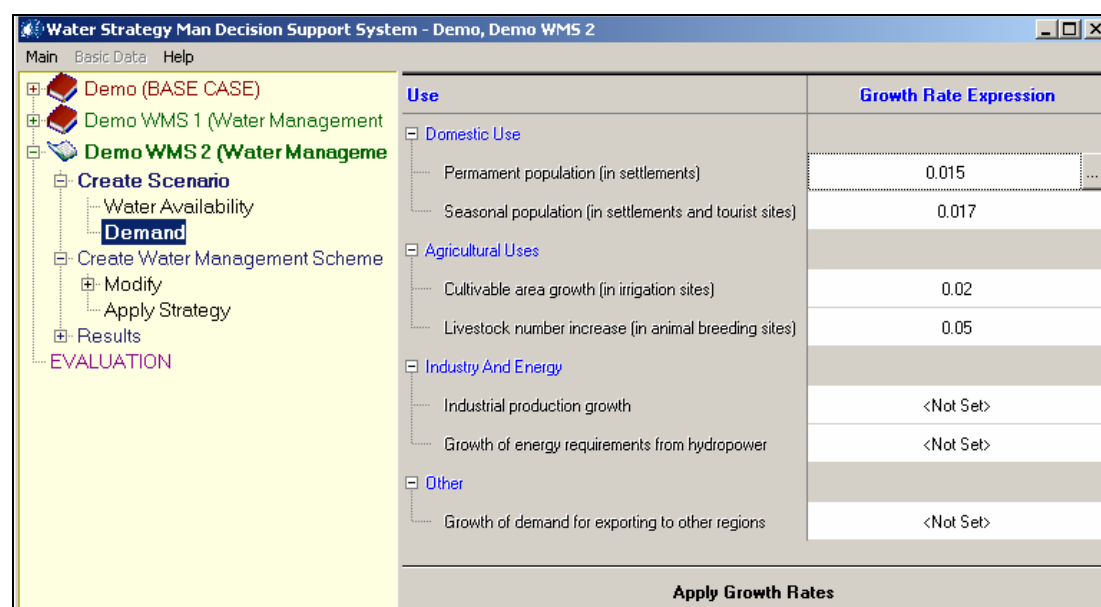 Water Strategy Man Decision Support System - Demo, Demo WMS 2
Main Basic Data Help
Demo (BASE CASE)
Demo WMS 1 (Water Management
Demo WMS 2 (Water Manageme
Create Scenario
Water Availability
Demand
Create Water Management Scheme
Modify
Apply Strategy
Results
EVALUATION
Use Growth Rate Expression
Domestic Use
Permament population (in settlements) 0.015 ...
Seasonal population (in settlements and tourist sites) 0.017
Agricultural Uses
Cultivable area growth (in irrigation sites) 0.02
Livestock number increase (in animal breeding sites) 0.05
Industry And Energy
Industrial production growth <Not Set>
Growth of energy requirements from hydropower <Not Set>
Other
Growth of demand for exporting to other regions <Not Set>
Apply Growth Rates